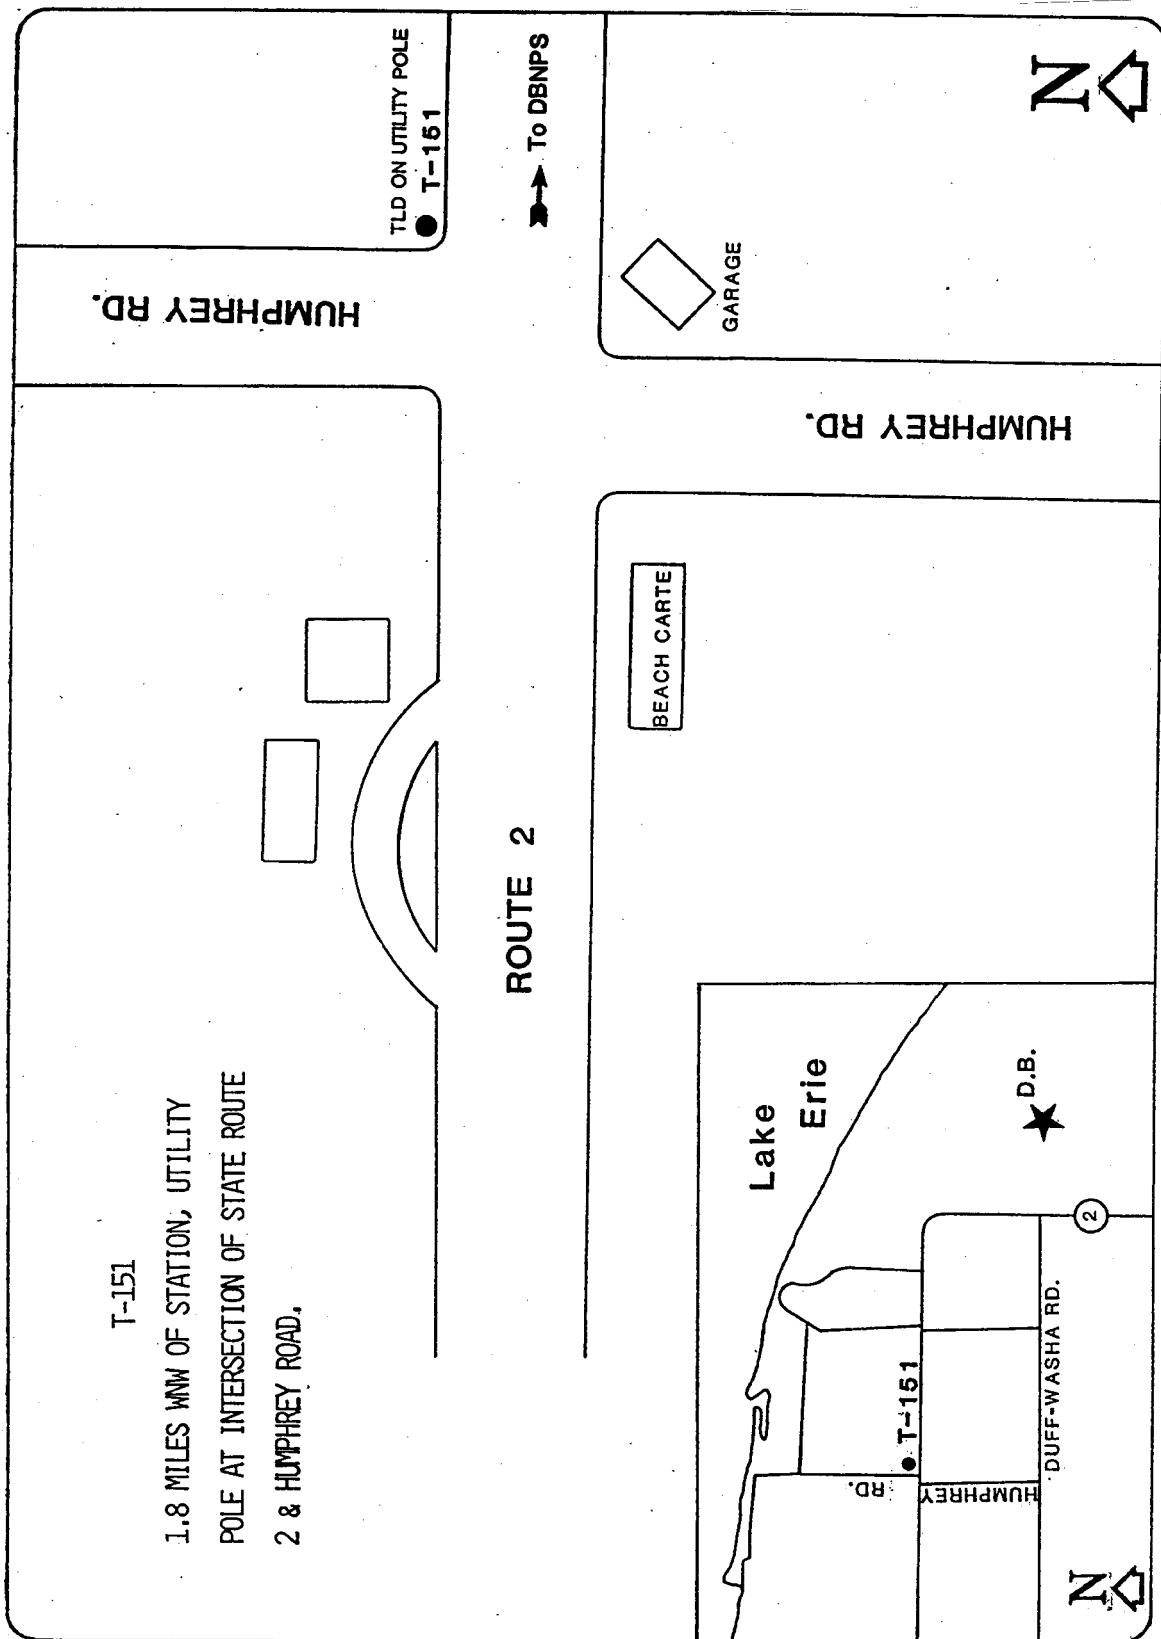 T-151
1.8 MILES WNW OF STATION, UTILITY
POLE AT INTERSECTION OF STATE ROUTE
2 & HUMPHREY ROAD.
HUMPHREY RD.
TLD ON UTILITY POLE
T-151
ROUTE 2
To DBNPS
BEACH CARTE
GARAGE
HUMPHREY RD.
N
Lake
Erie
T-151
RD.
HUMPHREY
DUFF-WASHA RD.
2
D.B.
N